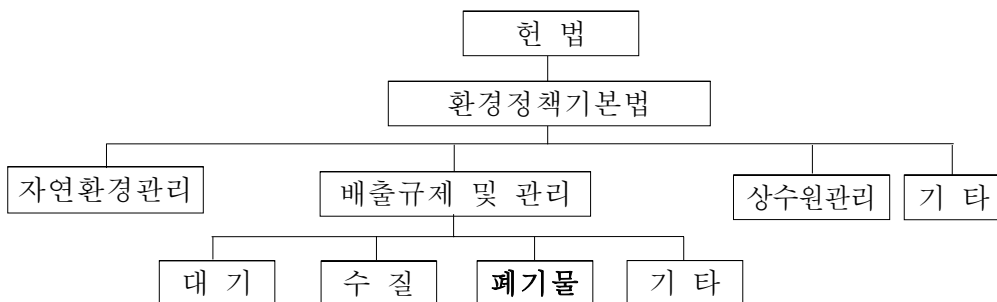 헌 법
환경정책기본법
자연환경관리 배출규제 및 관리 상수원관리 기 타
대 기 수 질 폐기물 기 타